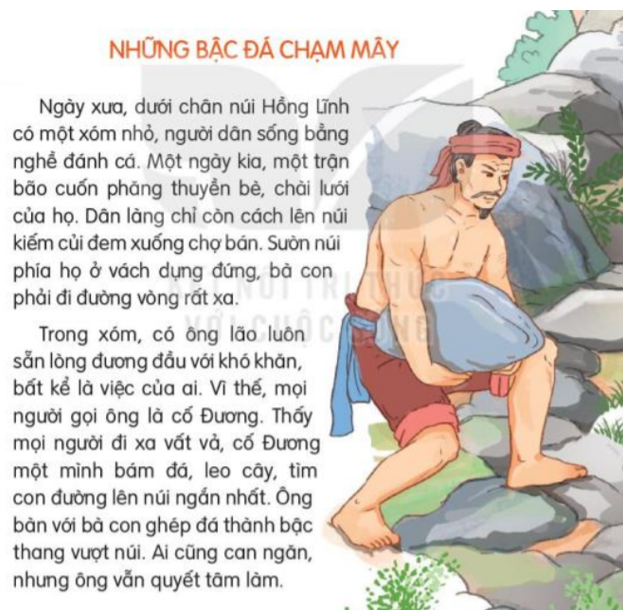 NHỮNG BẬC ĐÁ CHẠM MÂY
Ngày xưa, dưới chân núi Hồng Lĩnh
có một xóm nhỏ, người dân sống bằng
nghề đánh cá. Một ngày kia, một trận
bão cuốn phăng thuyền bè, chài lưới
của họ. Dân làng chỉ còn cách lên núi
kiếm củi đem xuống chợ bán. Sườn núi
phía họ ở vách dựng đứng, bà con
phải đi đường vòng rất xa.
Trong xóm, có ông lão luôn
sẵn lòng đương đầu với khó khăn,
bất kể là việc của ai. Vì thế, mọi
người gọi ông là cố Đương. Thấy
mọi người đi xa vất vả, cố Đương
một mình bám đá, leo cây, tìm
con đường lên núi ngắn nhất. Ông
bàn với bà con ghép đá thành bậc
thang vượt núi. Ai cũng can ngăn,
nhưng ông vẫn quyết tâm làm.
KẾT NỐI TRI THỨC
VỚI CUỘC SỐNG